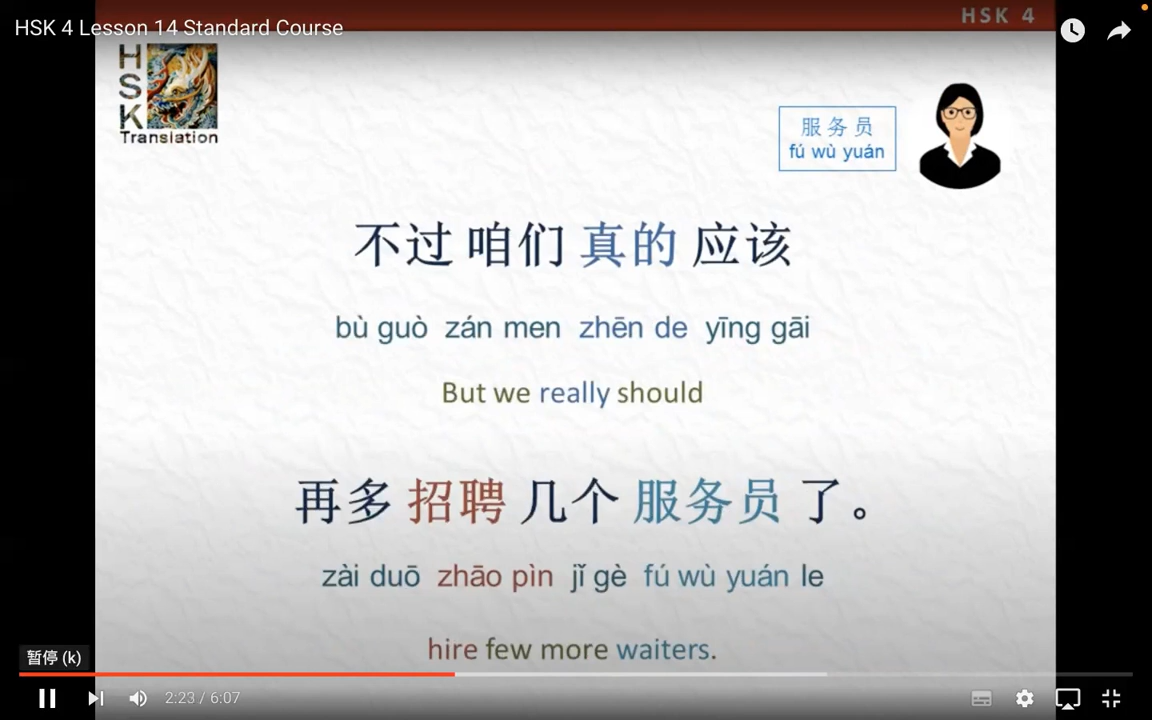 HSK 4 Lesson 14 Standard Course
HSK 4
HSK
Translation
服务员
fú wù yuán
不过 咱们 真的 应该
bù guò zán men zhēn de yīng gāi
But we really should
再多 招聘 几个 服务员 了。
zài duō zhāo pìn jǐ gè fú wù yuán le
hire few more waiters.
暂停 (k)
2:23 / 6:07